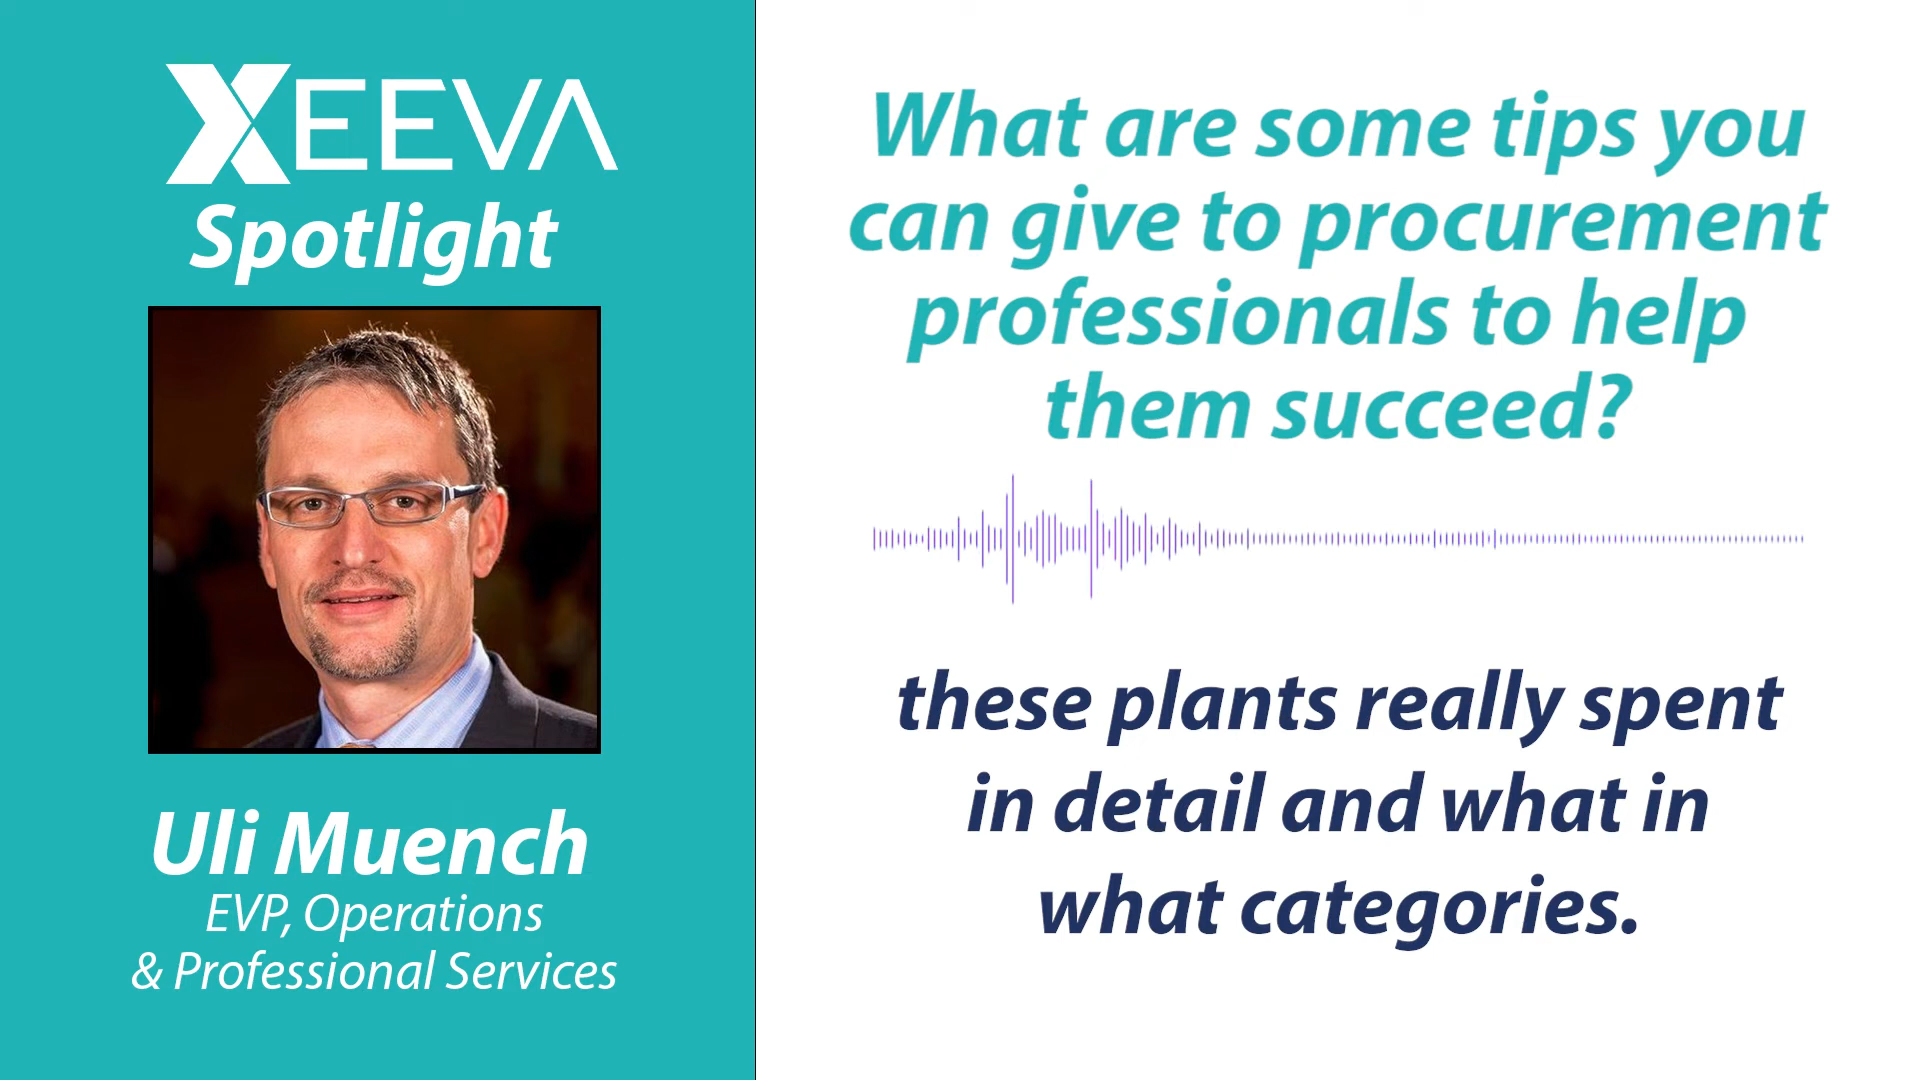 XEEVA
Spotlight
Uli Muench
EVP, Operations
& Professional Services
What are some tips you
can give to procurement
professionals to help
them succeed?
these plants really spent
in detail and what in
what categories.